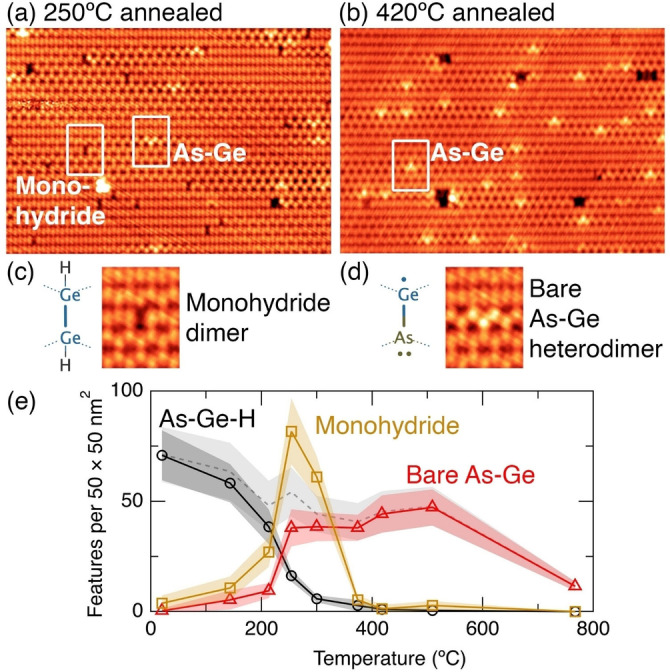 (a) 250ºC annealed
(b) 420ºC annealed
As-Ge
Mono-
hydride
As-Ge
(c)
H
Ge
Ge
H
Monohydride
dimer
(d)
Ge
As
Bare
As-Ge
heterodimer
(e)
100
50
0
Features per 50 × 50 nm²
As-Ge-H
Monohydride
Bare As-Ge
0
200
400
600
800
Temperature (ºC)